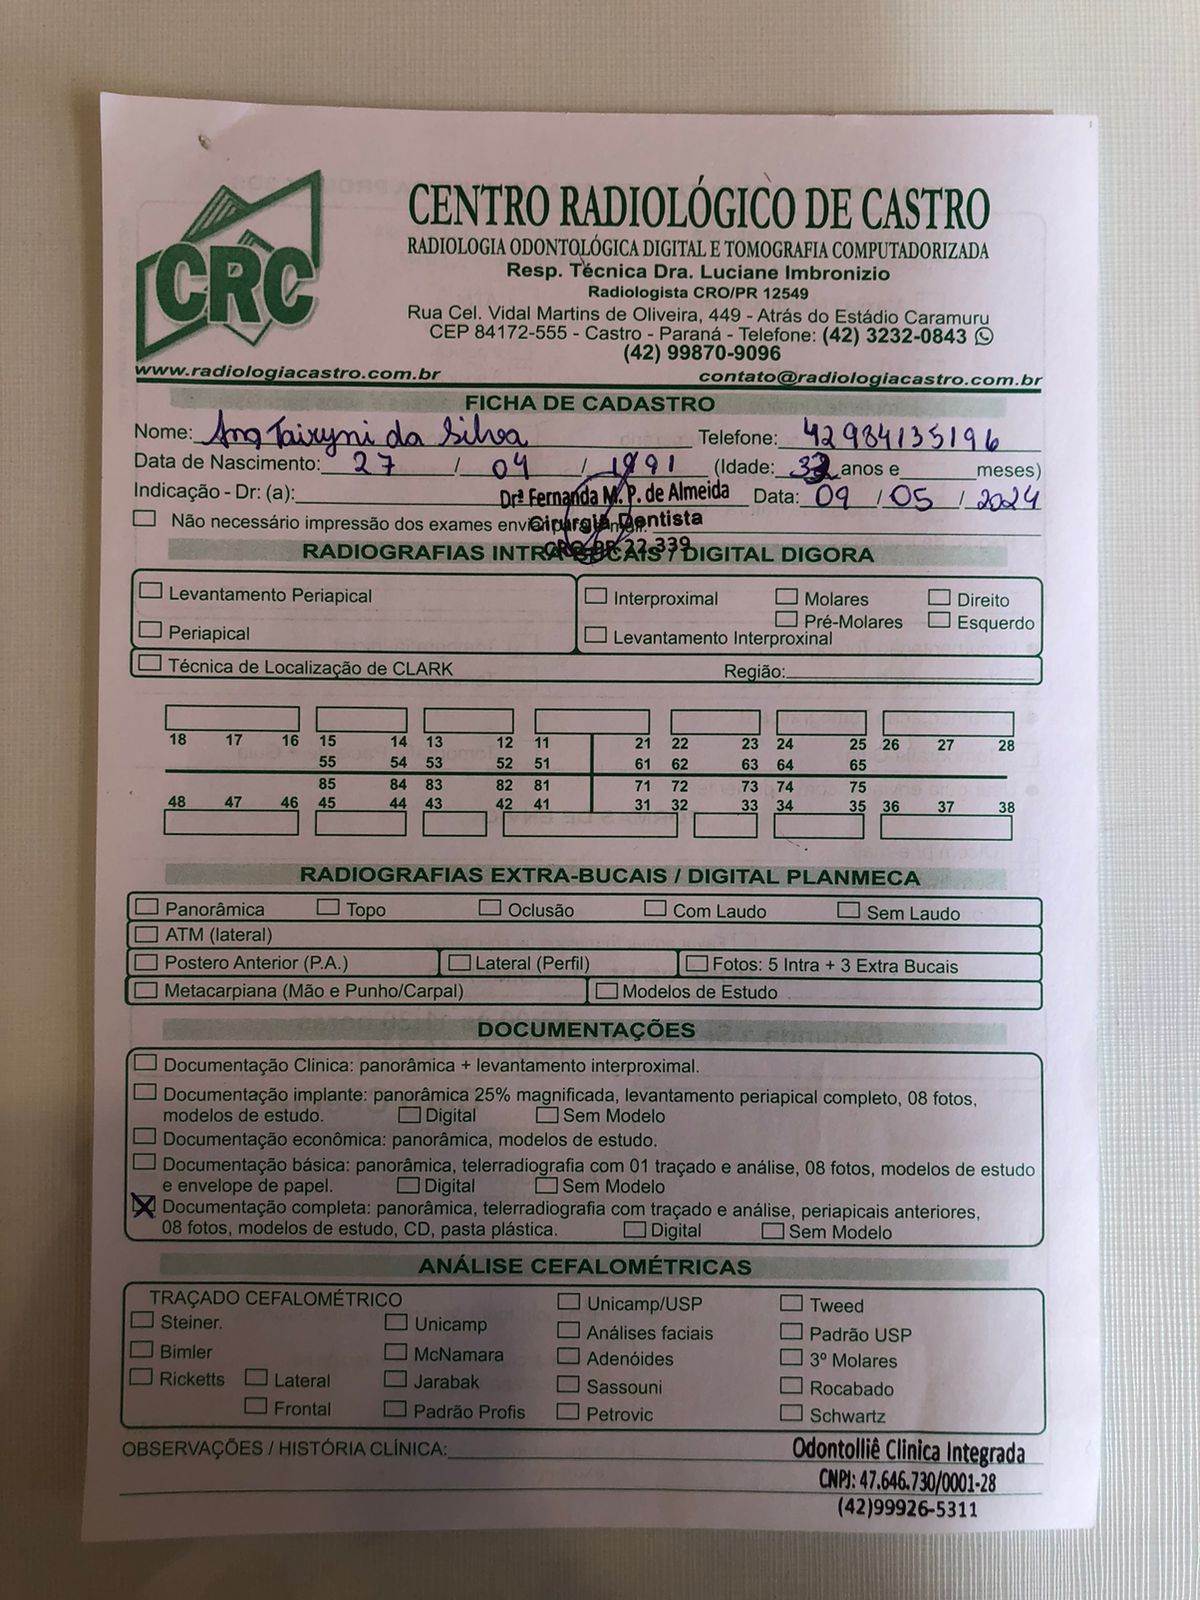 CRC
CENTRO RADIOLÓGICO DE CASTRO
RADIOLOGIA ODONTOLÓGICA DIGITAL E TOMOGRAFIA COMPUTADORIZADA
Resp. Técnica Dra. Luciane Imbronizio
Radiologista CRO/PR 12549
Rua Cel. Vidal Martins de Oliveira, 449 - Atrás do Estádio Caramuru
CEP 84172-555 - Castro - Paraná - Telefone: (42) 3232-0843
(42) 99870-9096
www.radiologiacastro.com.br contato@radiologiacastro.com.br
FICHA DE CADASTRO
Nome: Ana Tairyni da Silva Telefone: 42984135196
Data de Nascimento: 27 / 04 / 1991 (Idade: 32 anos e meses)
Indicação - Dr: (a): Drª Fernanda M. P. de Almeida Data: 09 / 05 / 2024
Não necessário impressão dos exames enviar Cirurgiã Dentista
CRO-PR 22.339
RADIOGRAFIAS INTRA-BUCAIS / DIGITAL DIGORA
Levantamento Periapical Interproximal Molares Direito
Pré-Molares Esquerdo
Periapical Levantamento Interproxinal
Técnica de Localização de CLARK Região:
18 17 16 15 14 13 12 11 21 22 23 24 25 26 27 28
55 54 53 52 51 61 62 63 64 65
85 84 83 82 81 71 72 73 74 75
48 47 46 45 44 43 42 41 31 32 33 34 35 36 37 38
RADIOGRAFIAS EXTRA-BUCAIS / DIGITAL PLANMECA
Panorâmica Topo Oclusão Com Laudo Sem Laudo
ATM (lateral)
Postero Anterior (P.A.) Lateral (Perfil) Fotos: 5 Intra + 3 Extra Bucais
Metacarpiana (Mão e Punho/Carpal) Modelos de Estudo
DOCUMENTAÇÕES
Documentação Clinica: panorâmica + levantamento interproximal.
Documentação implante: panorâmica 25% magnificada, levantamento periapical completo, 08 fotos,
modelos de estudo. Digital Sem Modelo
Documentação econômica: panorâmica, modelos de estudo.
Documentação básica: panorâmica, telerradiografia com 01 traçado e análise, 08 fotos, modelos de estudo
e envelope de papel. Digital Sem Modelo
X Documentação completa: panorâmica, telerradiografia com traçado e análise, periapicais anteriores,
08 fotos, modelos de estudo, CD, pasta plástica. Digital Sem Modelo
ANÁLISE CEFALOMÉTRICAS
TRAÇADO CEFALOMÉTRICO Unicamp/USP Tweed
Steiner. Unicamp Análises faciais Padrão USP
Bimler McNamara Adenóides 3º Molares
Ricketts Lateral Jarabak Sassouni Rocabado
Frontal Padrão Profis Petrovic Schwartz
OBSERVAÇÕES / HISTÓRIA CLÍNICA: Odontolliê Clinica Integrada
CNPJ: 47.646.730/0001-28
(42)99926-5311